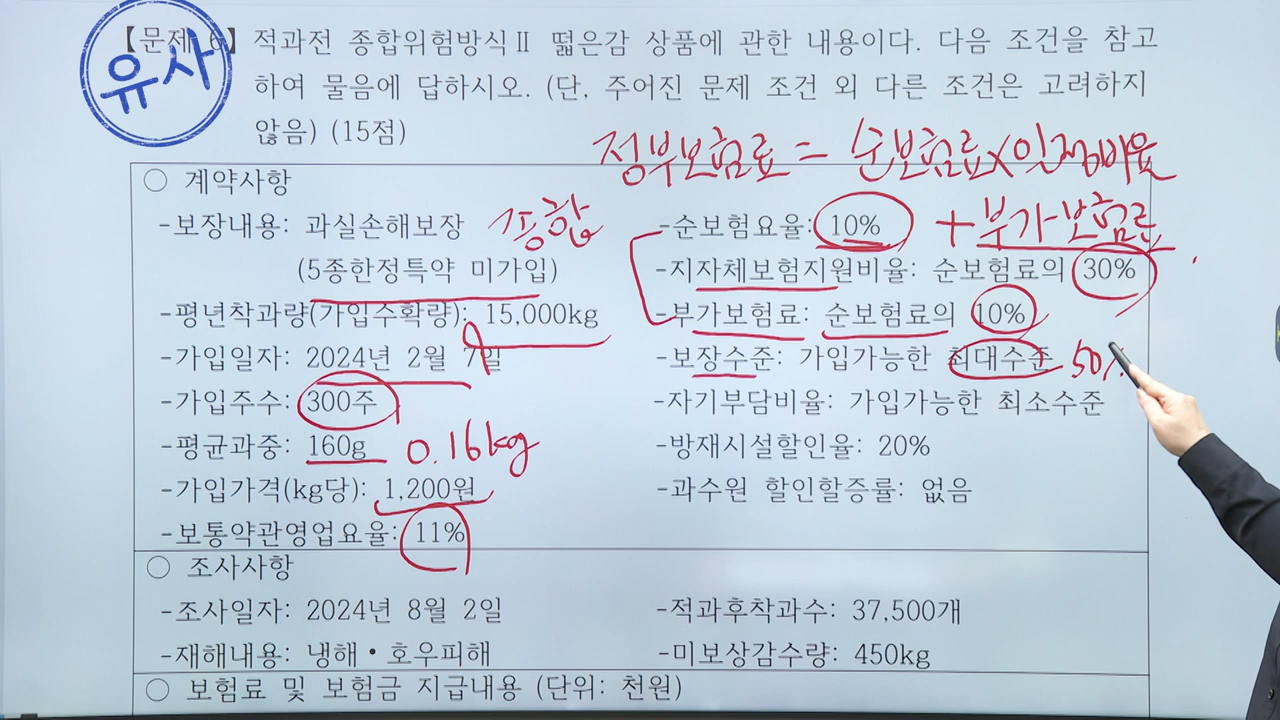 유사
【문제 6】 적과전 종합위험방식Ⅱ 떫은감 상품에 관한 내용이다. 다음 조건을 참고
하여 물음에 답하시오. (단, 주어진 문제 조건 외 다른 조건은 고려하지
않음) (15점)
정부보험료 = 순보험료×인정비율
+ 부가보험료
○ 계약사항
-보장내용: 과실손해보장 종합
(5종한정특약 미가입)
-평년착과량(가입수확량): 15,000kg
-가입일자: 2024년 2월 7일
-가입주수: 300주
-평균과중: 160g 0.16kg
-가입가격(kg당): 1,200원
-보통약관영업요율: 11%
-순보험요율: 10%
-지자체보험지원비율: 순보험료의 30%
-부가보험료: 순보험료의 10%
-보장수준: 가입가능한 최대수준 50%
-자기부담비율: 가입가능한 최소수준
-방재시설할인율: 20%
-과수원 할인할증률: 없음
○ 조사사항
-조사일자: 2024년 8월 2일
-재해내용: 냉해・호우피해
-적과후착과수: 37,500개
-미보상감수량: 450kg
○ 보험료 및 보험금 지급내용 (단위: 천원)